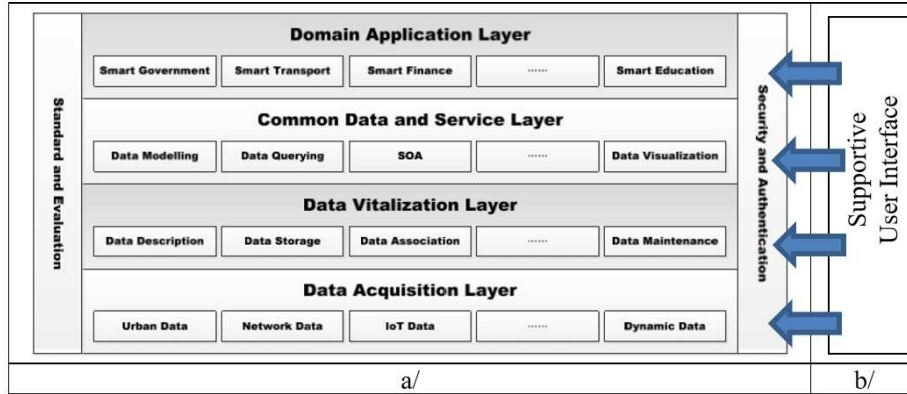 Standard and Evaluation
Domain Application Layer
Smart Government Smart Transport Smart Finance ...... Smart Education
Common Data and Service Layer
Data Modelling Data Querying SOA ...... Data Visualization
Data Vitalization Layer
Data Description Data Storage Data Association ...... Data Maintenance
Data Acquisition Layer
Urban Data Network Data IoT Data ...... Dynamic Data
Security and Authentication
Supportive
User Interface
a/ b/